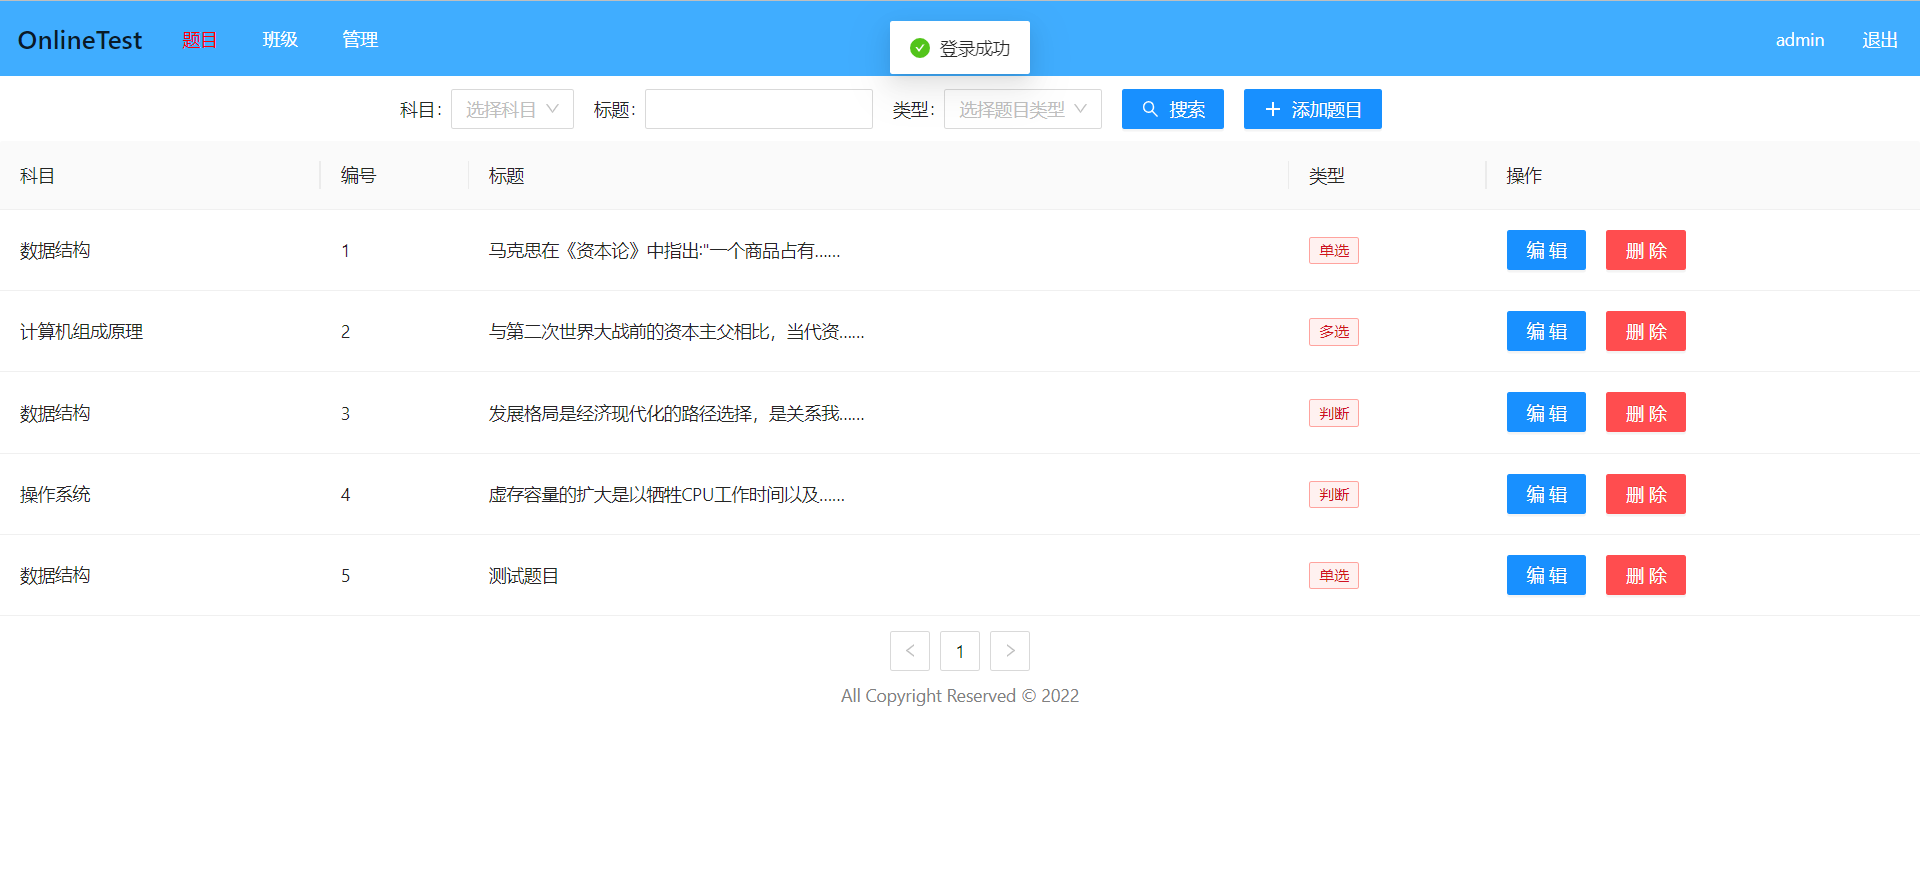 OnlineTest 题目 班级 管理 登录成功 admin 退出
科目: 选择科目 标题: 类型: 选择题目类型 搜索 添加题目
科目 编号 标题 类型 操作
数据结构 1 马克思在《资本论》中指出:"一个商品占有...... 单选 编 辑 删 除
计算机组成原理 2 与第二次世界大战前的资本主父相比，当代资...... 多选 编 辑 删 除
数据结构 3 发展格局是经济现代化的路径选择，是关系我...... 判断 编 辑 删 除
操作系统 4 虚存容量的扩大是以牺牲CPU工作时间以及...... 判断 编 辑 删 除
数据结构 5 测试题目 单选 编 辑 删 除
< 1 >
All Copyright Reserved © 2022